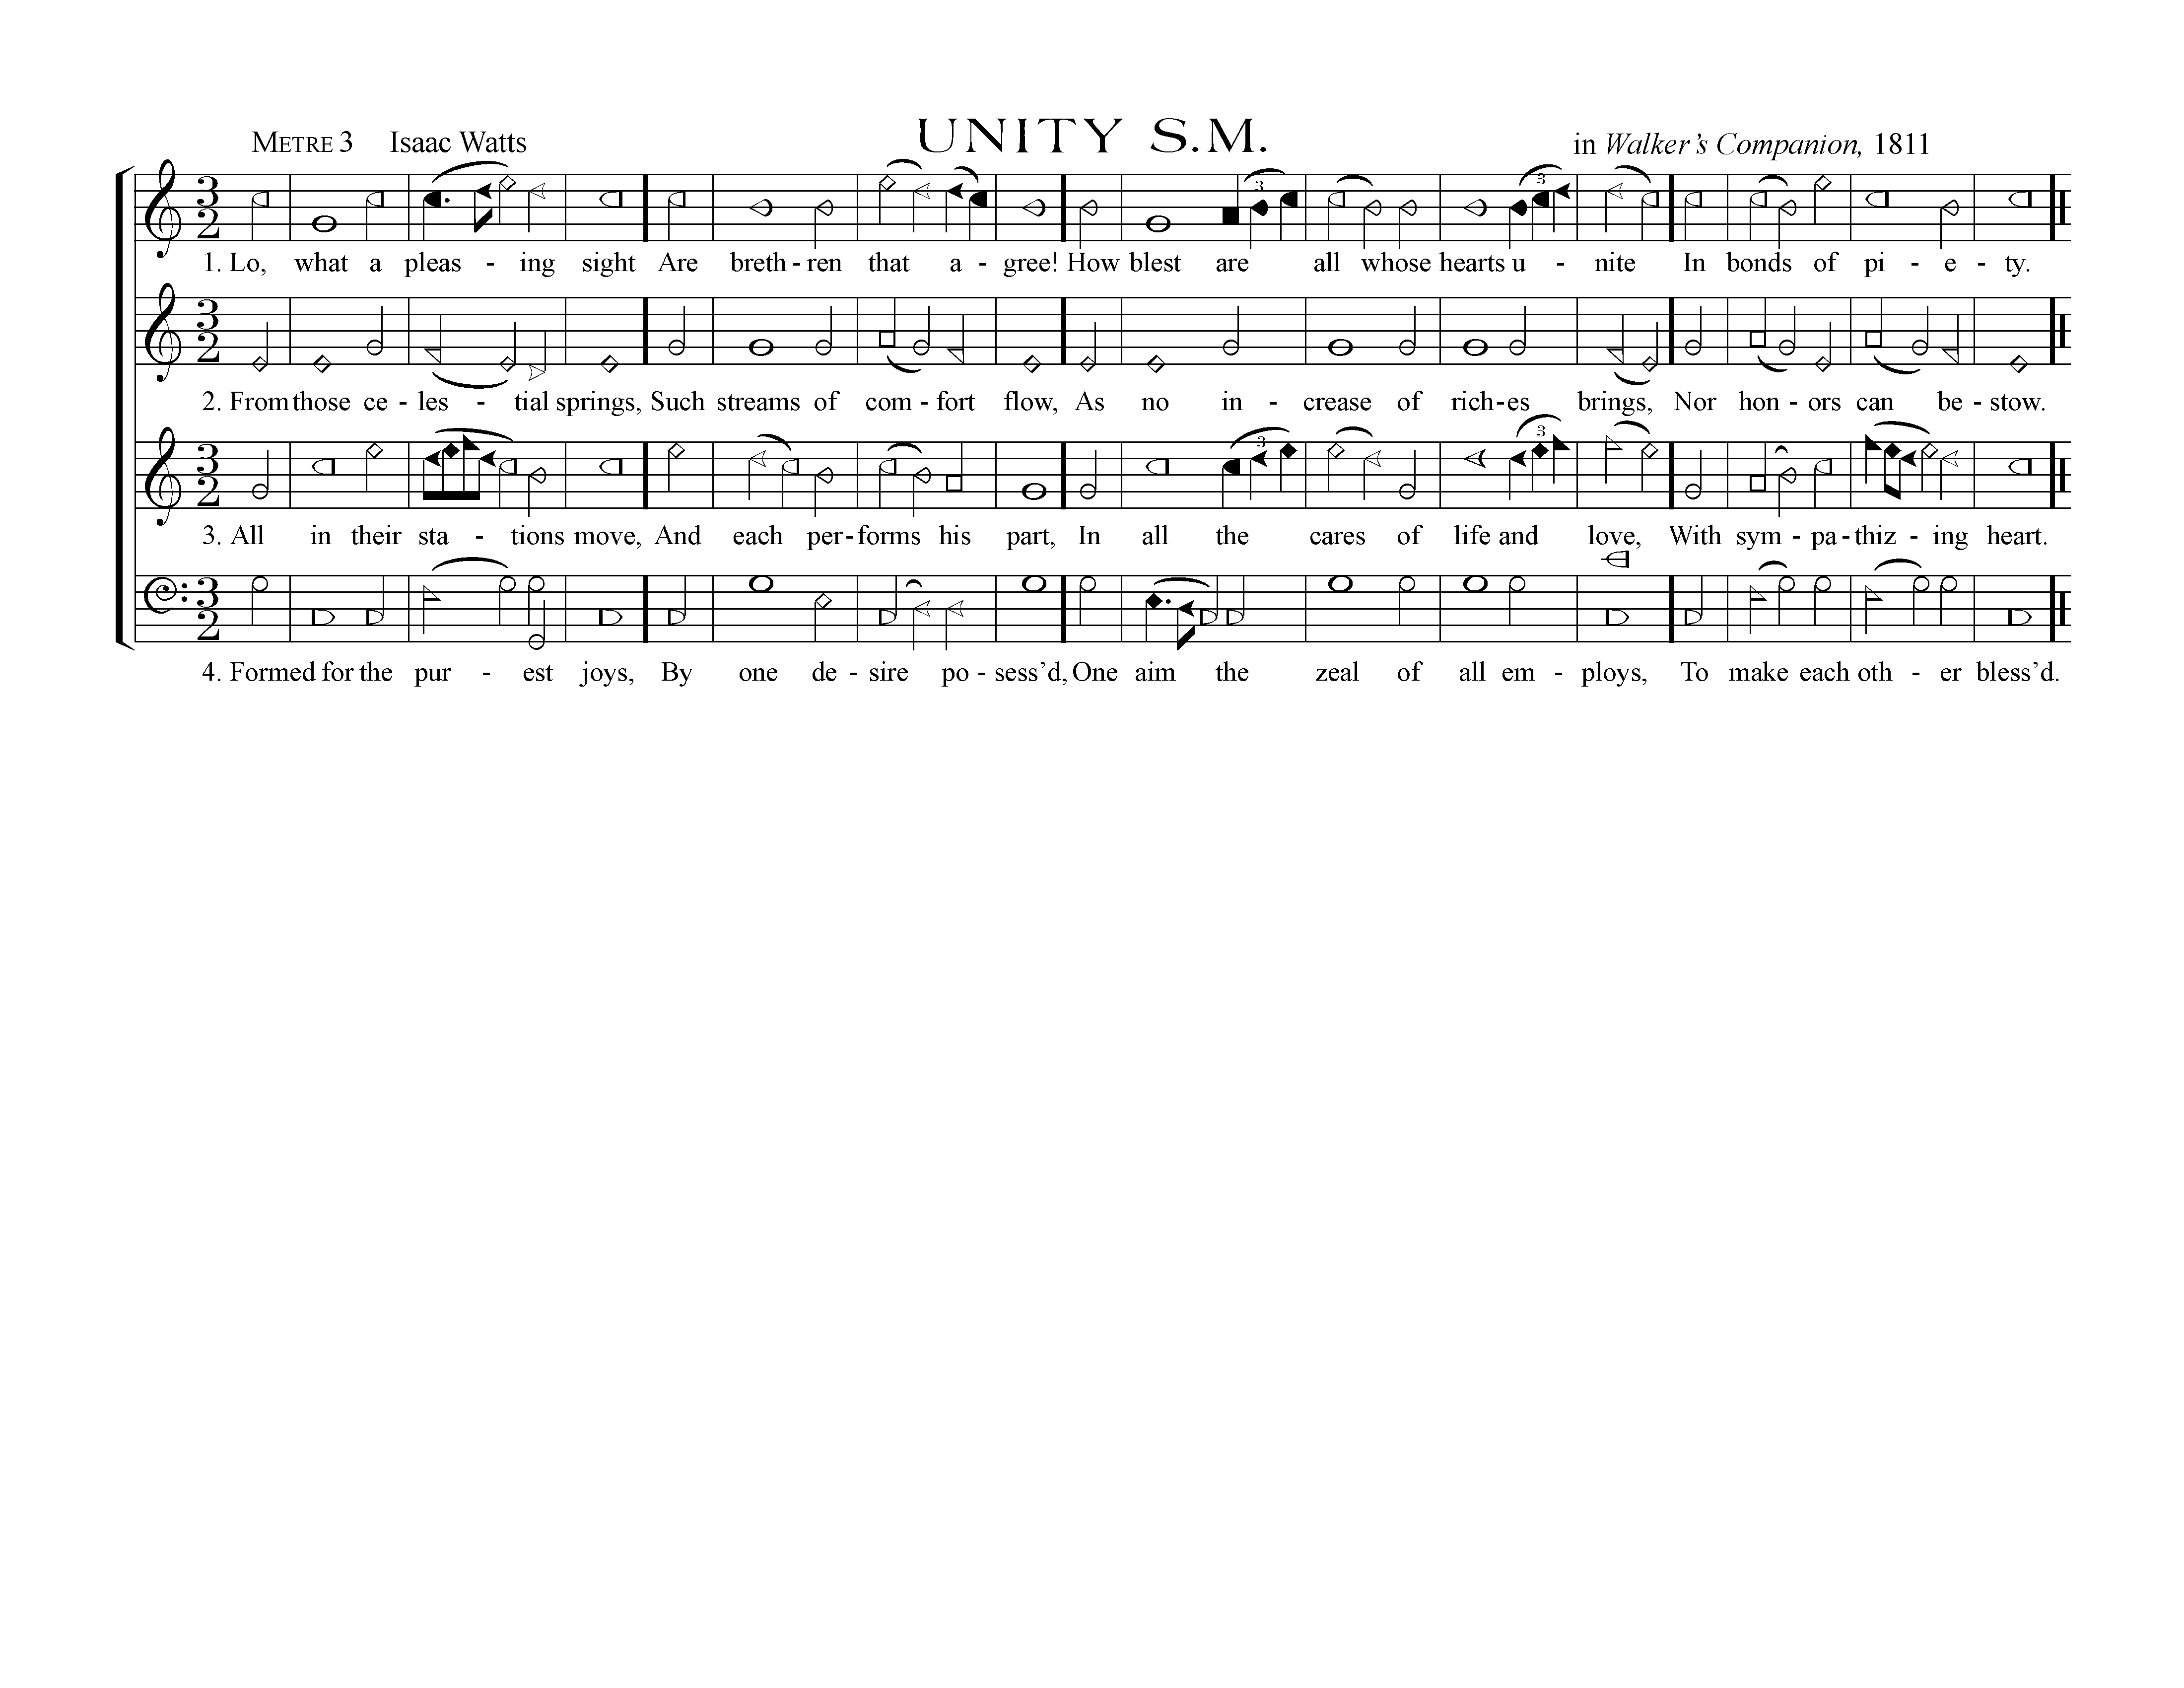 UNITY S.M.
METRE 3 Isaac Watts in Walker’s Companion, 1811
1. Lo, what a pleas - ing sight Are breth - ren that a - gree! How blest are all whose hearts u - nite In bonds of pi - e - ty.
2. From those ce - les - tial springs, Such streams of com - fort flow, As no in - crease of rich - es brings, Nor hon - ors can be - stow.
3. All in their sta - tions move, And each per - forms his part, In all the cares of life and love, With sym - pa - thiz - ing heart.
4. Formed for the pur - est joys, By one de - sire po - sess’d, One aim the zeal of all em - ploys, To make each oth - er bless’d.